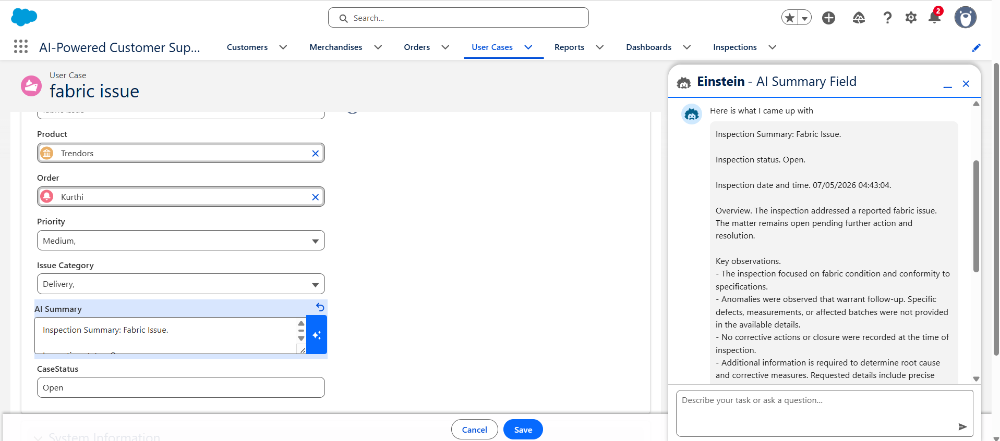 Search...
2
AI-Powered Customer Sup...
Customers
Merchandises
Orders
User Cases
Reports
Dashboards
Inspections
User Case
fabric issue
Product
Trendors
Order
Kurthi
Priority
Medium,
Issue Category
Delivery,
AI Summary
Inspection Summary: Fabric Issue.
CaseStatus
Open
System Information
Cancel
Save
Einstein - AI Summary Field
Here is what I came up with
Inspection Summary: Fabric Issue.
Inspection status. Open.
Inspection date and time. 07/05/2026 04:43:04.
Overview. The inspection addressed a reported fabric issue.
The matter remains open pending further action and
resolution.
Key observations.
- The inspection focused on fabric condition and conformity to
specifications.
- Anomalies were observed that warrant follow-up. Specific
defects, measurements, or affected batches were not provided
in the available details.
- No corrective actions or closure were recorded at the time of
inspection.
- Additional information is required to determine root cause
and corrective measures. Requested details include precise
Describe your task or ask a question...